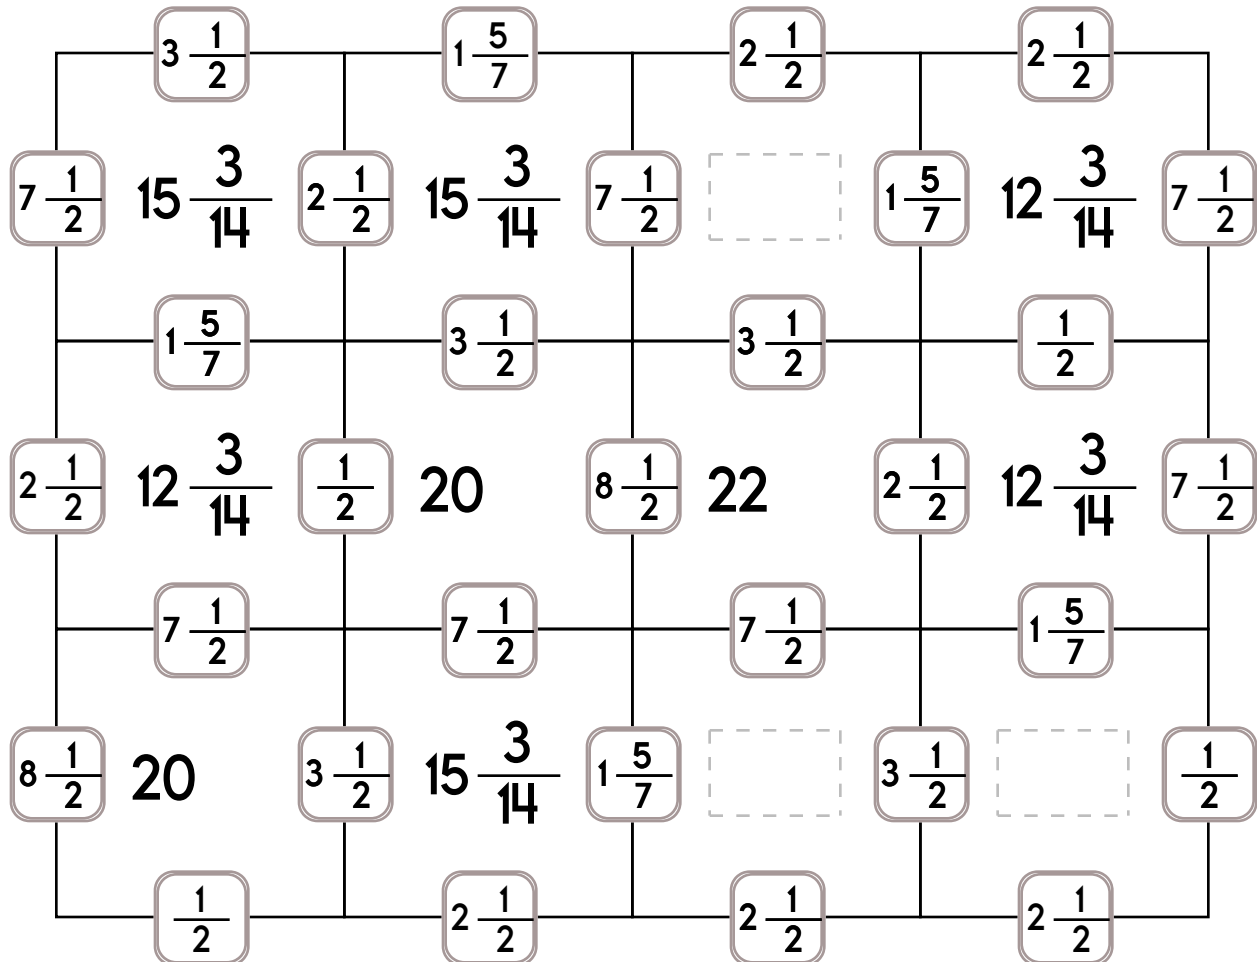 3 1/2 1 5/7 2 1/2 2 1/2
7 1/2 15 3/14 2 1/2 15 3/14 7 1/2 1 5/7 12 3/14 7 1/2
1 5/7 3 1/2 3 1/2 1/2
2 1/2 12 3/14 1/2 20 8 1/2 22 2 1/2 12 3/14 7 1/2
7 1/2 7 1/2 7 1/2 1 5/7
8 1/2 20 3 1/2 15 3/14 1 5/7 3 1/2 1/2
1/2 2 1/2 2 1/2 2 1/2